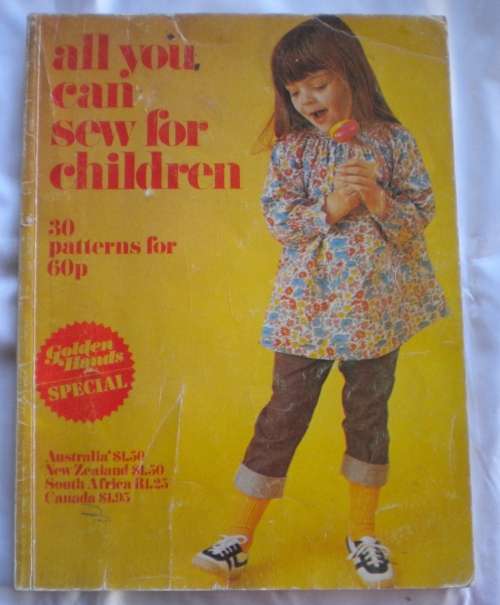 all you
can
sew for
children
30
patterns for
60p
Golden
Hands
SPECIAL
Australia $1.50
New Zealand $1.50
South Africa R1.25
Canada $1.95